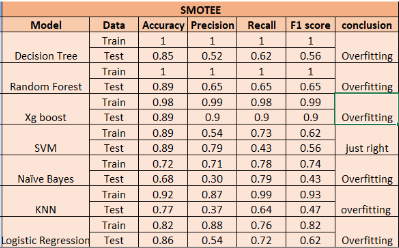 SMOTEE
Model Data Accuracy Precision Recall F1 score conclusion
Train 1 1 1 1
Decision Tree Test 0.85 0.52 0.62 0.56 Overfitting
Train 1 1 1 1
Random Forest Test 0.89 0.65 0.65 0.65 Overfitting
Train 0.98 0.99 0.98 0.99
Xg boost Test 0.89 0.9 0.9 0.9 Overfitting
Train 0.89 0.54 0.73 0.62
SVM Test 0.89 0.79 0.43 0.56 just right
Train 0.72 0.71 0.78 0.74
Naïve Bayes Test 0.68 0.30 0.79 0.43 Overfitting
Train 0.92 0.87 0.99 0.93
KNN Test 0.77 0.37 0.64 0.47 overfitting
Train 0.82 0.88 0.76 0.82
Logistic Regression Test 0.86 0.54 0.72 0.62 Overfitting